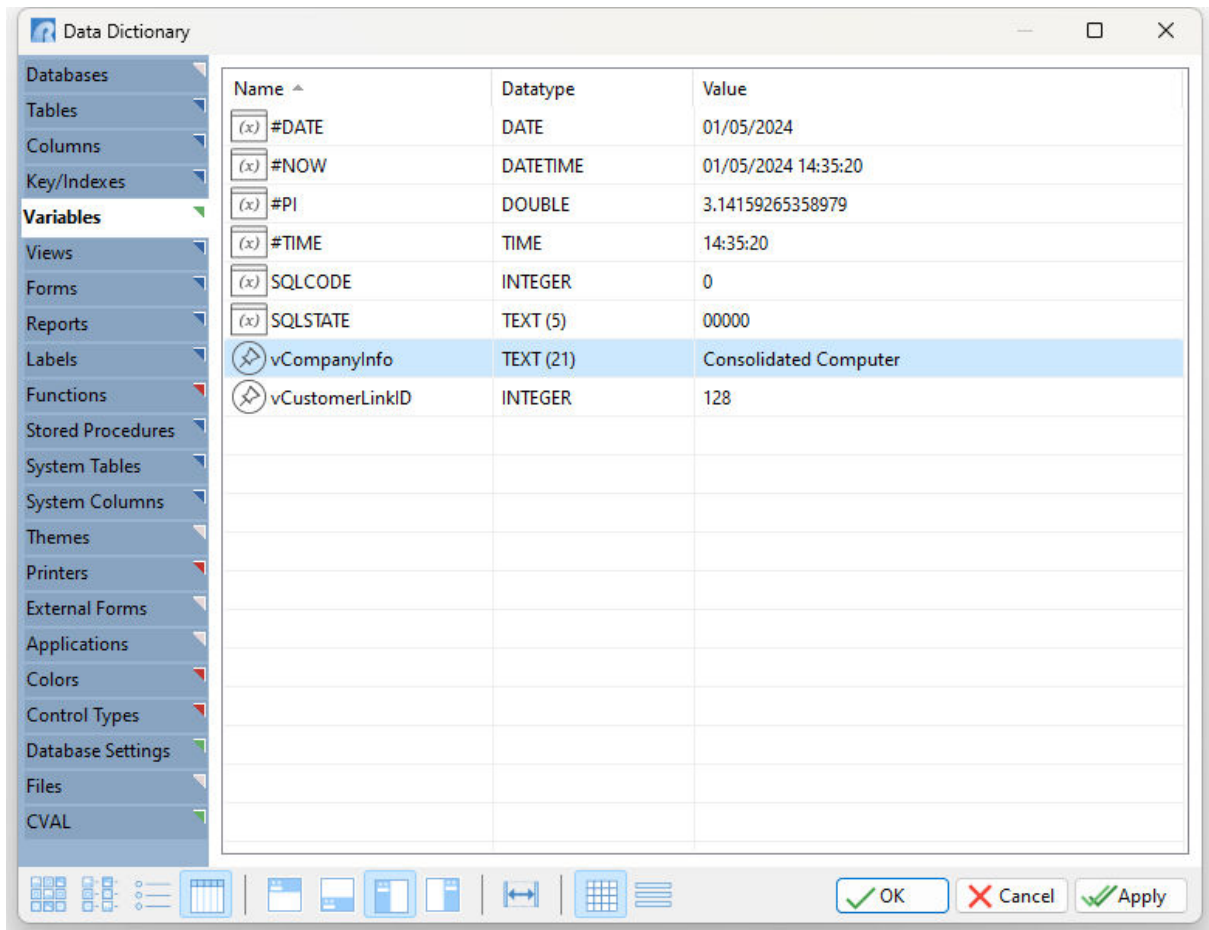 Data Dictionary
Databases
Tables
Columns
Key/Indexes
Variables
Views
Forms
Reports
Labels
Functions
Stored Procedures
System Tables
System Columns
Themes
Printers
External Forms
Applications
Colors
Control Types
Database Settings
Files
CVAL
Name Datatype Value
(x) #DATE DATE 01/05/2024
(x) #NOW DATETIME 01/05/2024 14:35:20
(x) #PI DOUBLE 3.14159265358979
(x) #TIME TIME 14:35:20
(x) SQLCODE INTEGER 0
(x) SQLSTATE TEXT (5) 00000
vCompanyInfo TEXT (21) Consolidated Computer
vCustomerLinkID INTEGER 128
OK Cancel Apply